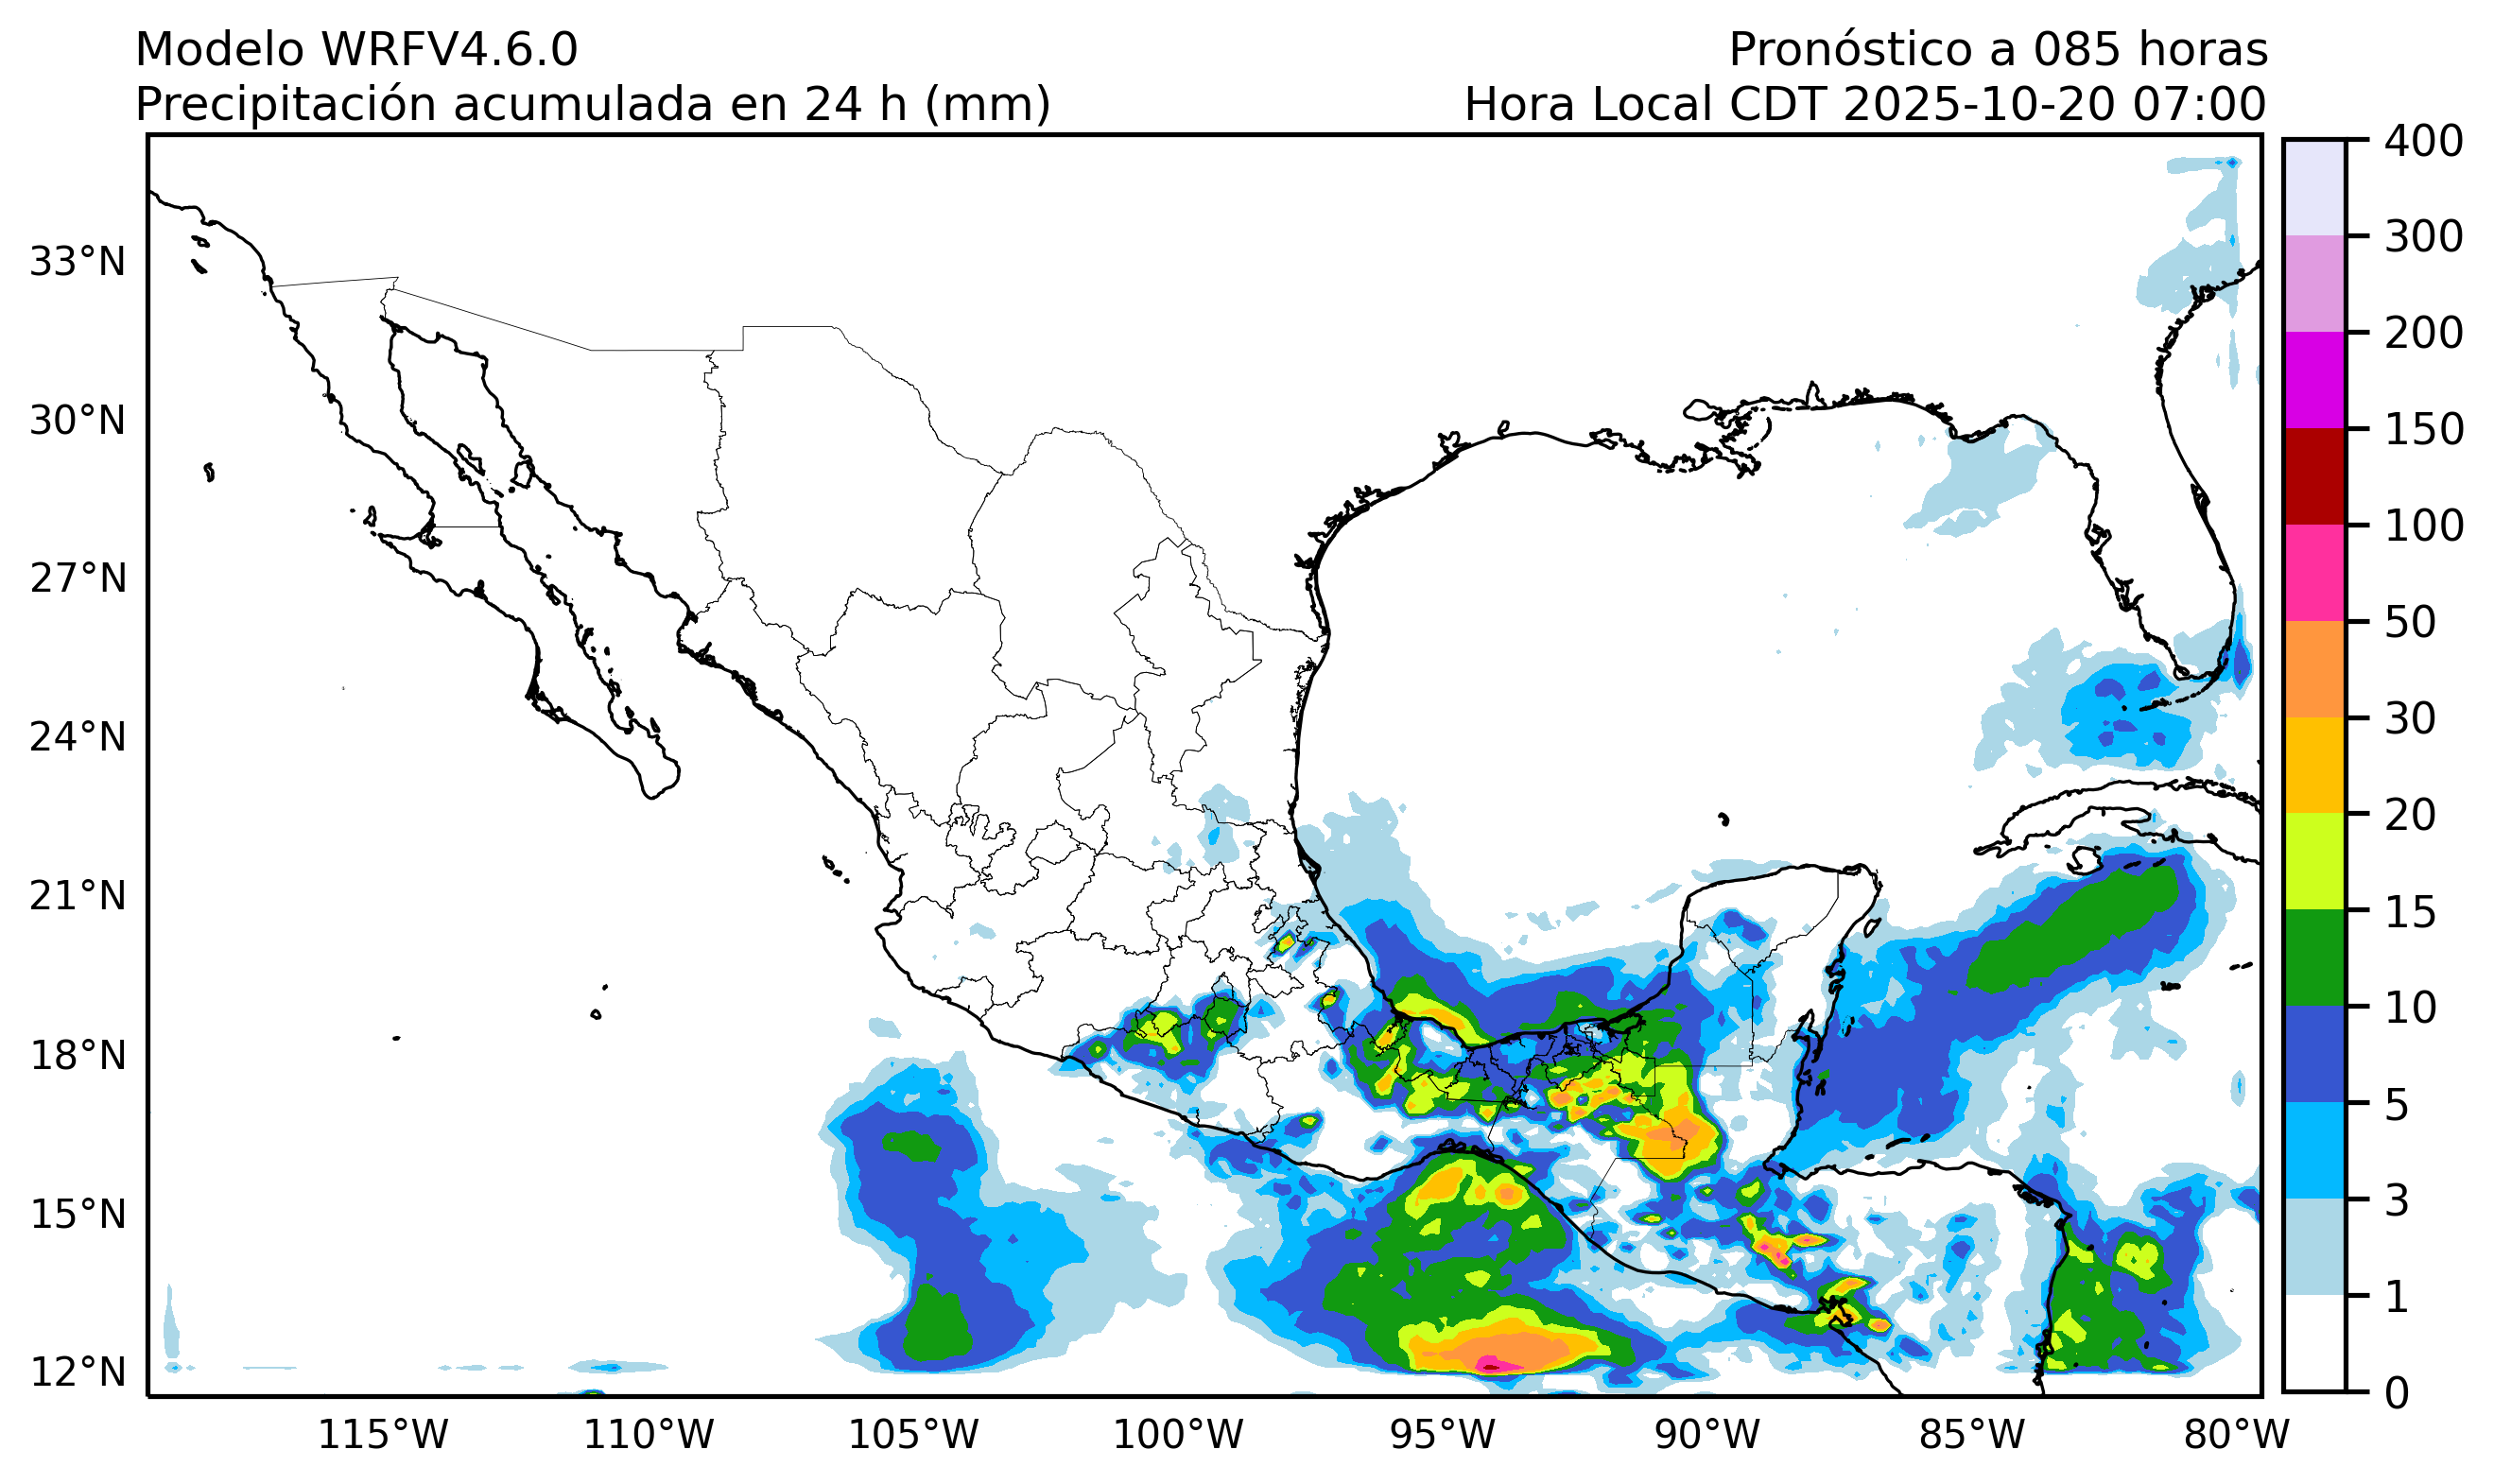 Modelo WRFV4.6.0
Pronóstico a 085 horas
Precipitación acumulada en 24 h (mm)
Hora Local CDT 2025-10-20 07:00
33°N
30°N
27°N
24°N
21°N
18°N
15°N
12°N
115°W
110°W
105°W
100°W
95°W
90°W
85°W
80°W
400
300
200
150
100
50
30
20
15
10
5
3
1
0